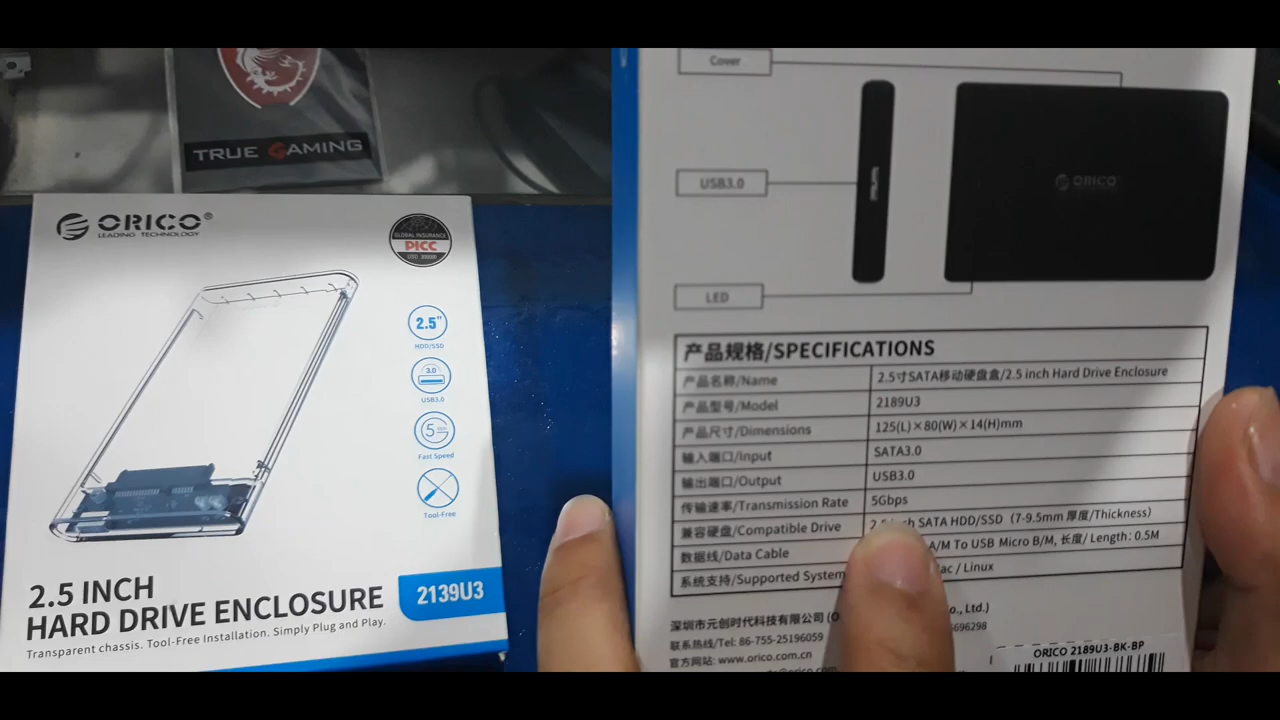 TRUE GAMING
ORICO®
LEADING TECHNOLOGY
GLOBAL INSURANCE
PICC
2.5"
HDD/SSD
3.0
USB3.0
5Gbps
Fast Speed
Tool-Free
2.5 INCH
HARD DRIVE ENCLOSURE
2139U3
Transparent chassis. Tool-Free Installation. Simply Plug and Play.
Cover
USB3.0
LED
ORICO
产品规格/SPECIFICATIONS
产品名称/Name 2.5寸SATA移动硬盘盒/2.5 inch Hard Drive Enclosure
产品型号/Model 2189U3
产品尺寸/Dimensions 125(L)×80(W)×14(H)mm
输入端口/Input SATA3.0
输出端口/Output USB3.0
传输速率/Transmission Rate 5Gbps
兼容硬盘/Compatible Drive SATA HDD/SSD (7-9.5mm 厚度/Thickness)
数据线/Data Cable A/M To USB Micro B/M, 长度/ Length: 0.5M
系统支持/Supported System / Linux
深圳市元创时代科技有限公司 Co., Ltd.)
联系热线/Tel: 86-755-25196059 5696298
官方网站: www.orico.com.cn
ORICO 2189U3-BK-BP